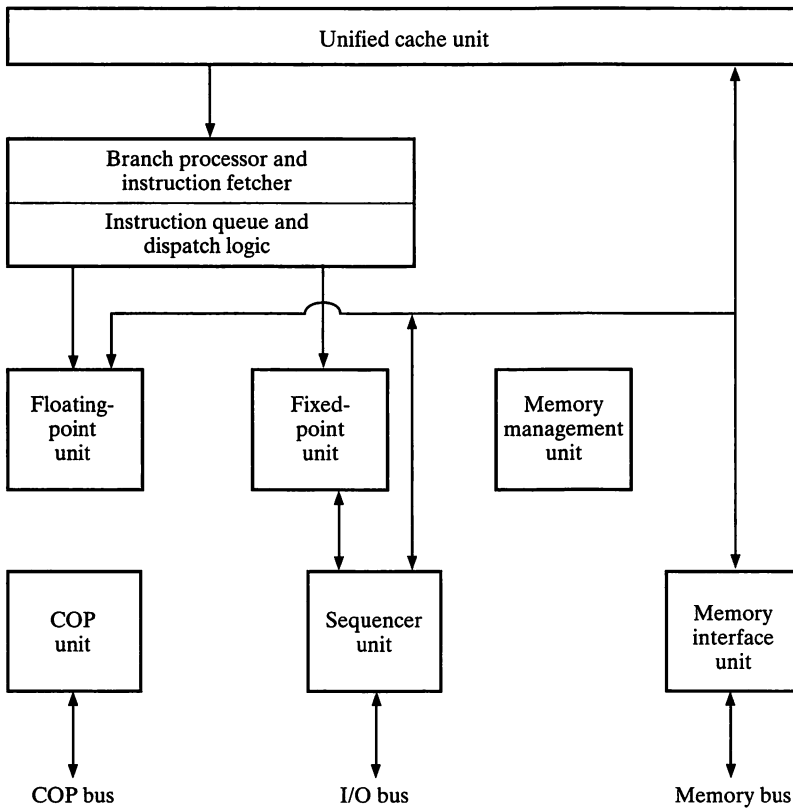 Unified cache unit
Branch processor and
instruction fetcher
Instruction queue and
dispatch logic
Floating-
point
unit
Fixed-
point
unit
Memory
management
unit
COP
unit
Sequencer
unit
Memory
interface
unit
COP bus
I/O bus
Memory bus